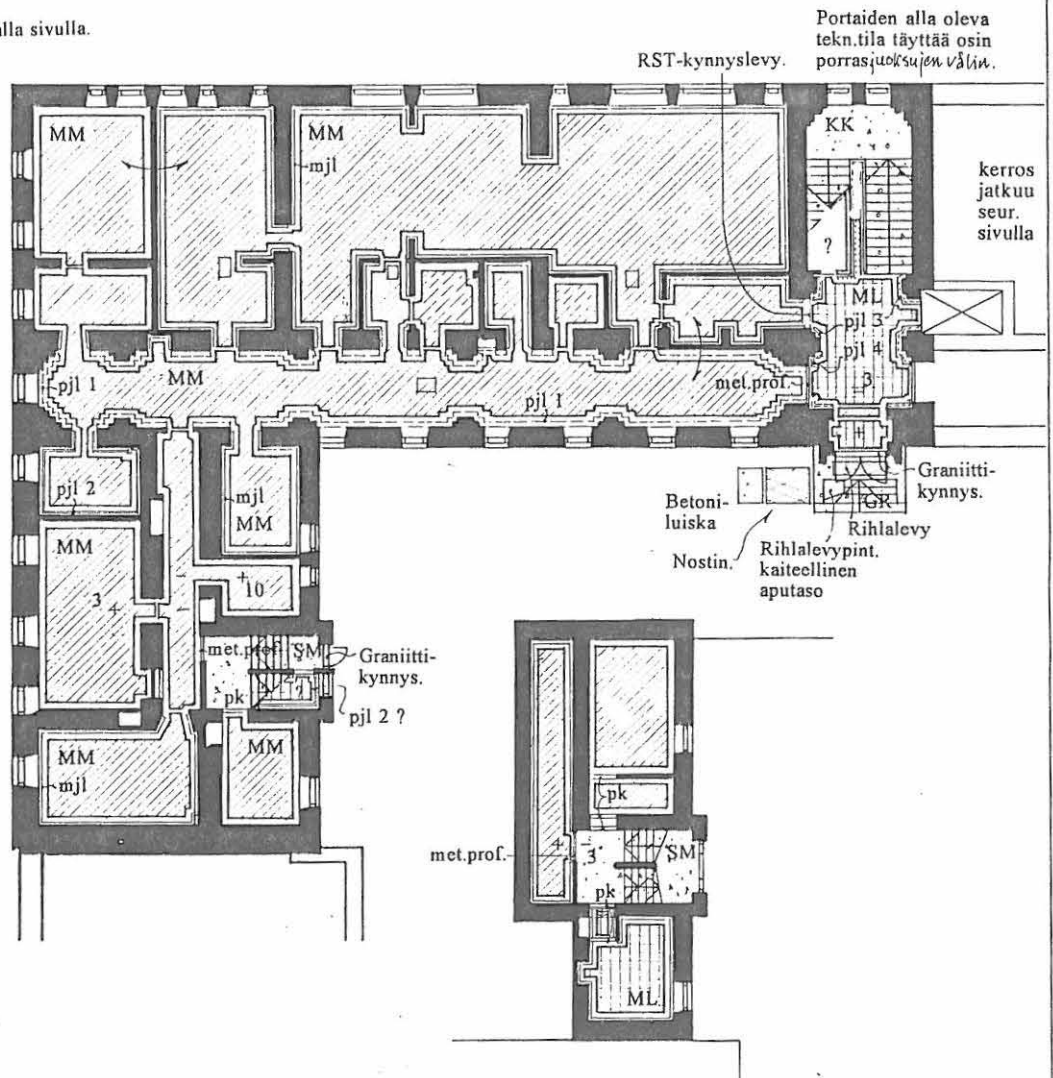 lla sivulla.
Portaiden alla oleva
tekn.tila täyttää osin
porrasjuoksujen välin.
RST-kynnyslevy.
KK
MM
MM
mjl
kerros
jatkuu
seur.
sivulla
?
ML
pjl 3
pjl 4
3
pjl 1
MM
pjl 1
met.prof.
+
Graniitti-
kynnys.
GR
Rihlalevy
Betoni-
luiska
Nostin.
Rihlalevypint.
kaiteellinen
aputaso
pjl 2
mjl
MM
MM
3
4
+
10
met.prof.
SM
Graniitti-
kynnys.
pk
2
?
pjl 2 ?
MM
mjl
MM
pk
met.prof.
4
3
SM
pk
ML